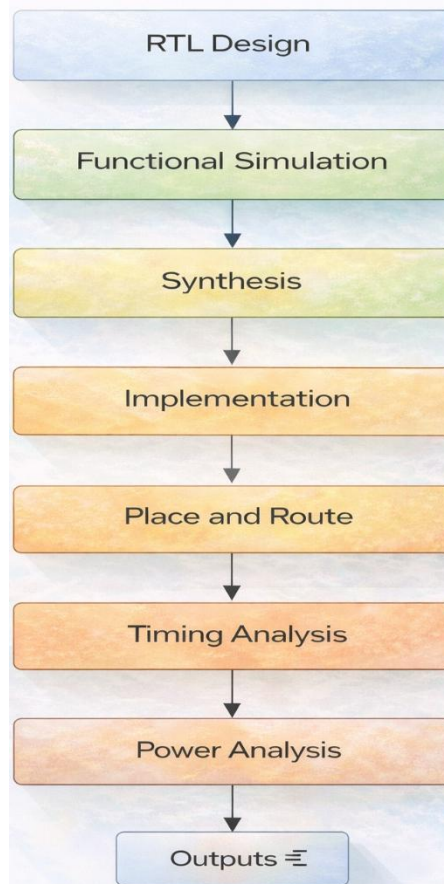 RTL Design
Functional Simulation
Synthesis
Implementation
Place and Route
Timing Analysis
Power Analysis
Outputs